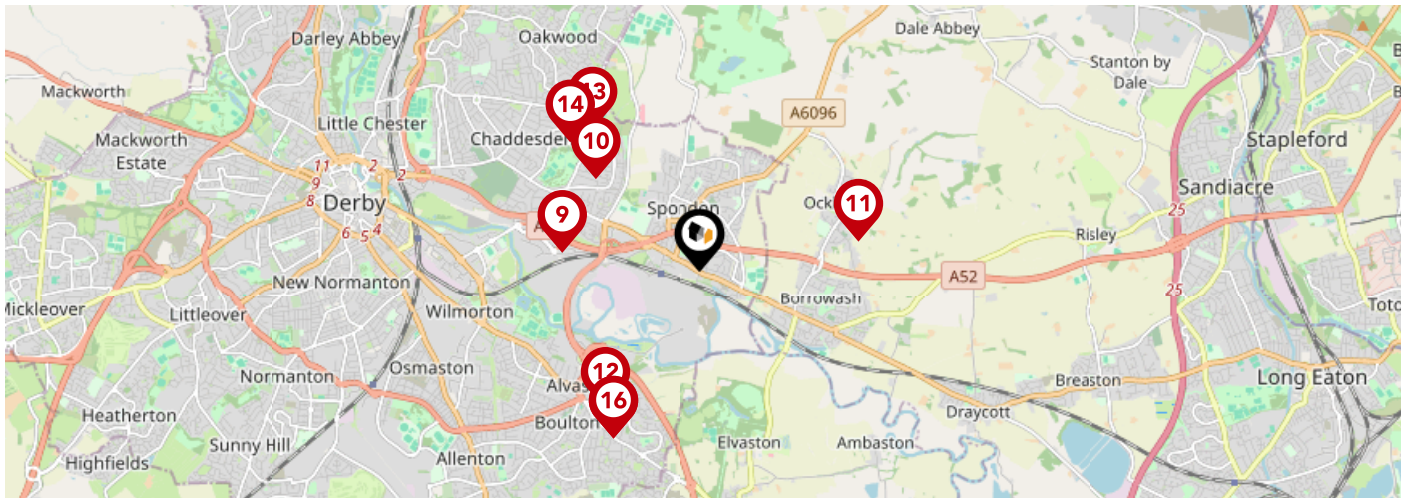 Darley Abbey
Oakwood
Dale Abbey
Stanton by
Dale
Mackworth
13
14
A6096
Little Chester
Mackworth
Estate
Chaddesden
10
Stapleford
11
2
9
2
8
Derby
Sandiacre
9
Spondon
11
25
6
5
4
Risley
New Normanton
A52
25
Mickleover
Littleover
Wilmorton
Borrowash
Osmaston
12
Normanton
16
Breaston
Long Eaton
Heatherton
Boulton
Draycott
Sunny Hill
Elvaston
Ambaston
Highfields
Allenton